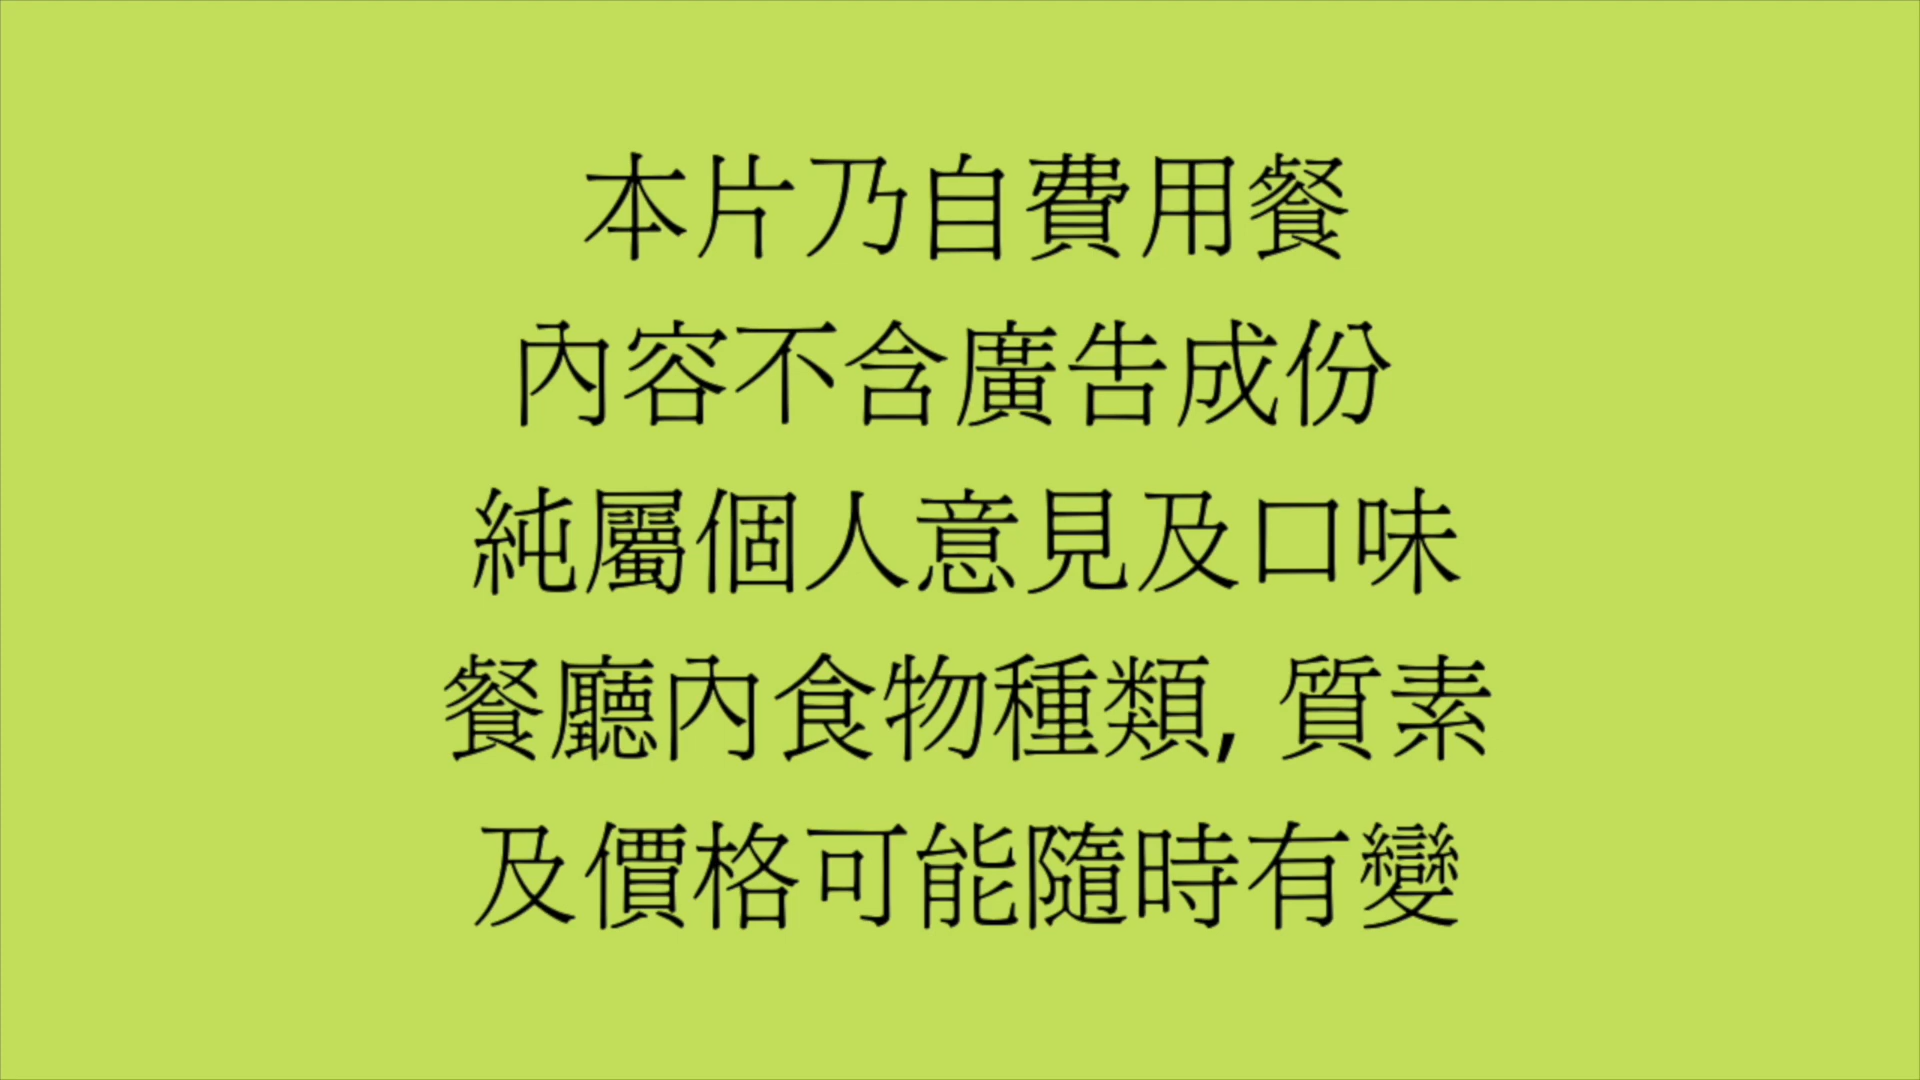 本片乃自費用餐
內容不含廣告成份
純屬個人意見及口味
餐廳內食物種類, 質素
及價格可能隨時有變